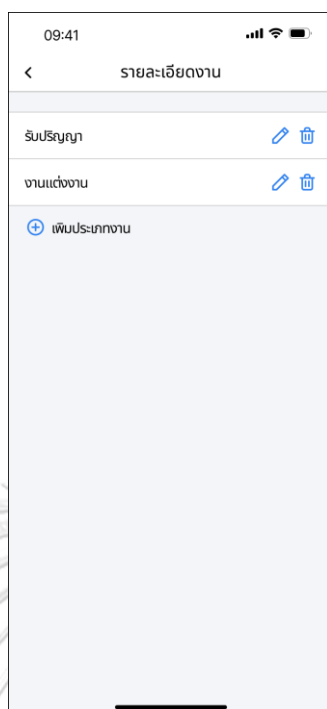 09:41
รายละเอียดงาน
รับปริญญา
งานแต่งงาน
เพิ่มประเภทงาน